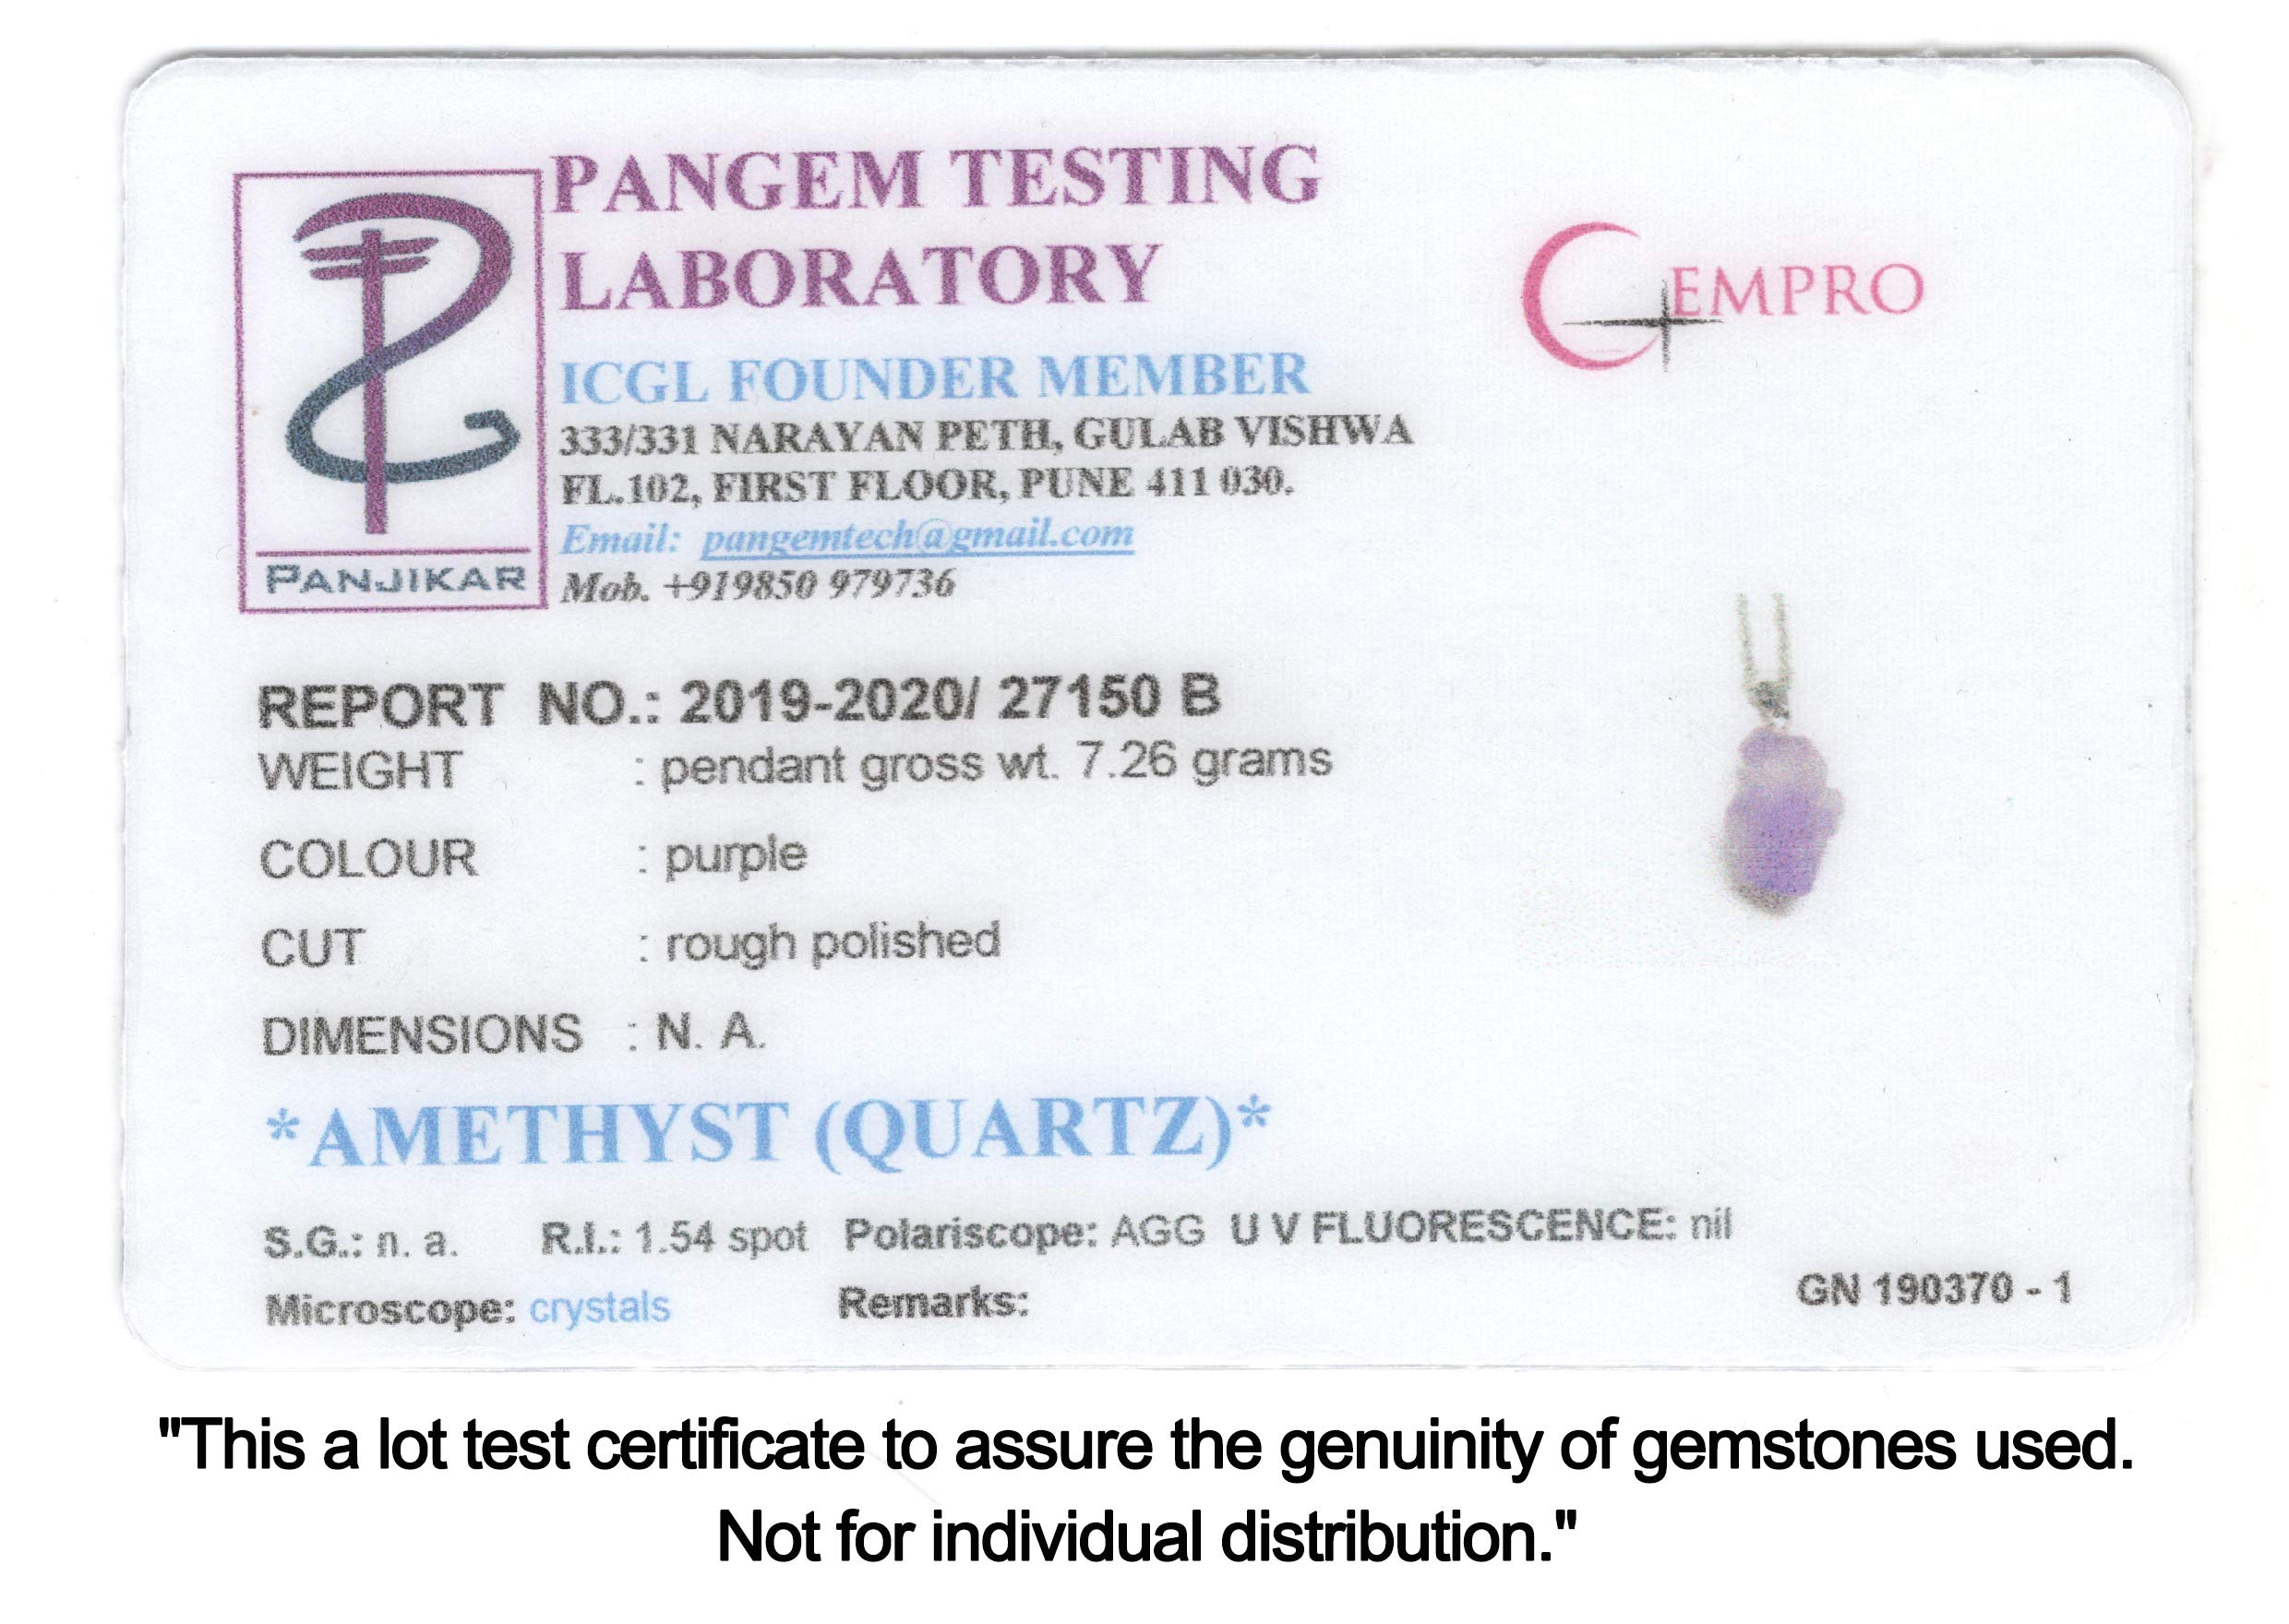 PANGEM TESTING
LABORATORY
GEMPRO
ICGL FOUNDER MEMBER
333/331 NARAYAN PETH, GULAB VISHWA
FL.102, FIRST FLOOR, PUNE 411 030.
Email: pangemtech@gmail.com
Mob. +919850 979736
PANJIKAR
REPORT NO.: 2019-2020/ 27150 B
WEIGHT : pendant gross wt. 7.26 grams
COLOUR : purple
CUT : rough polished
DIMENSIONS : N. A.
*AMETHYST (QUARTZ)*
S.G.: n. a. R.I.: 1.54 spot Polariscope: AGG U V FLUORESCENCE: nil
Microscope: crystals Remarks:
GN 190370 - 1
"This a lot test certificate to assure the genuinity of gemstones used.
Not for individual distribution."